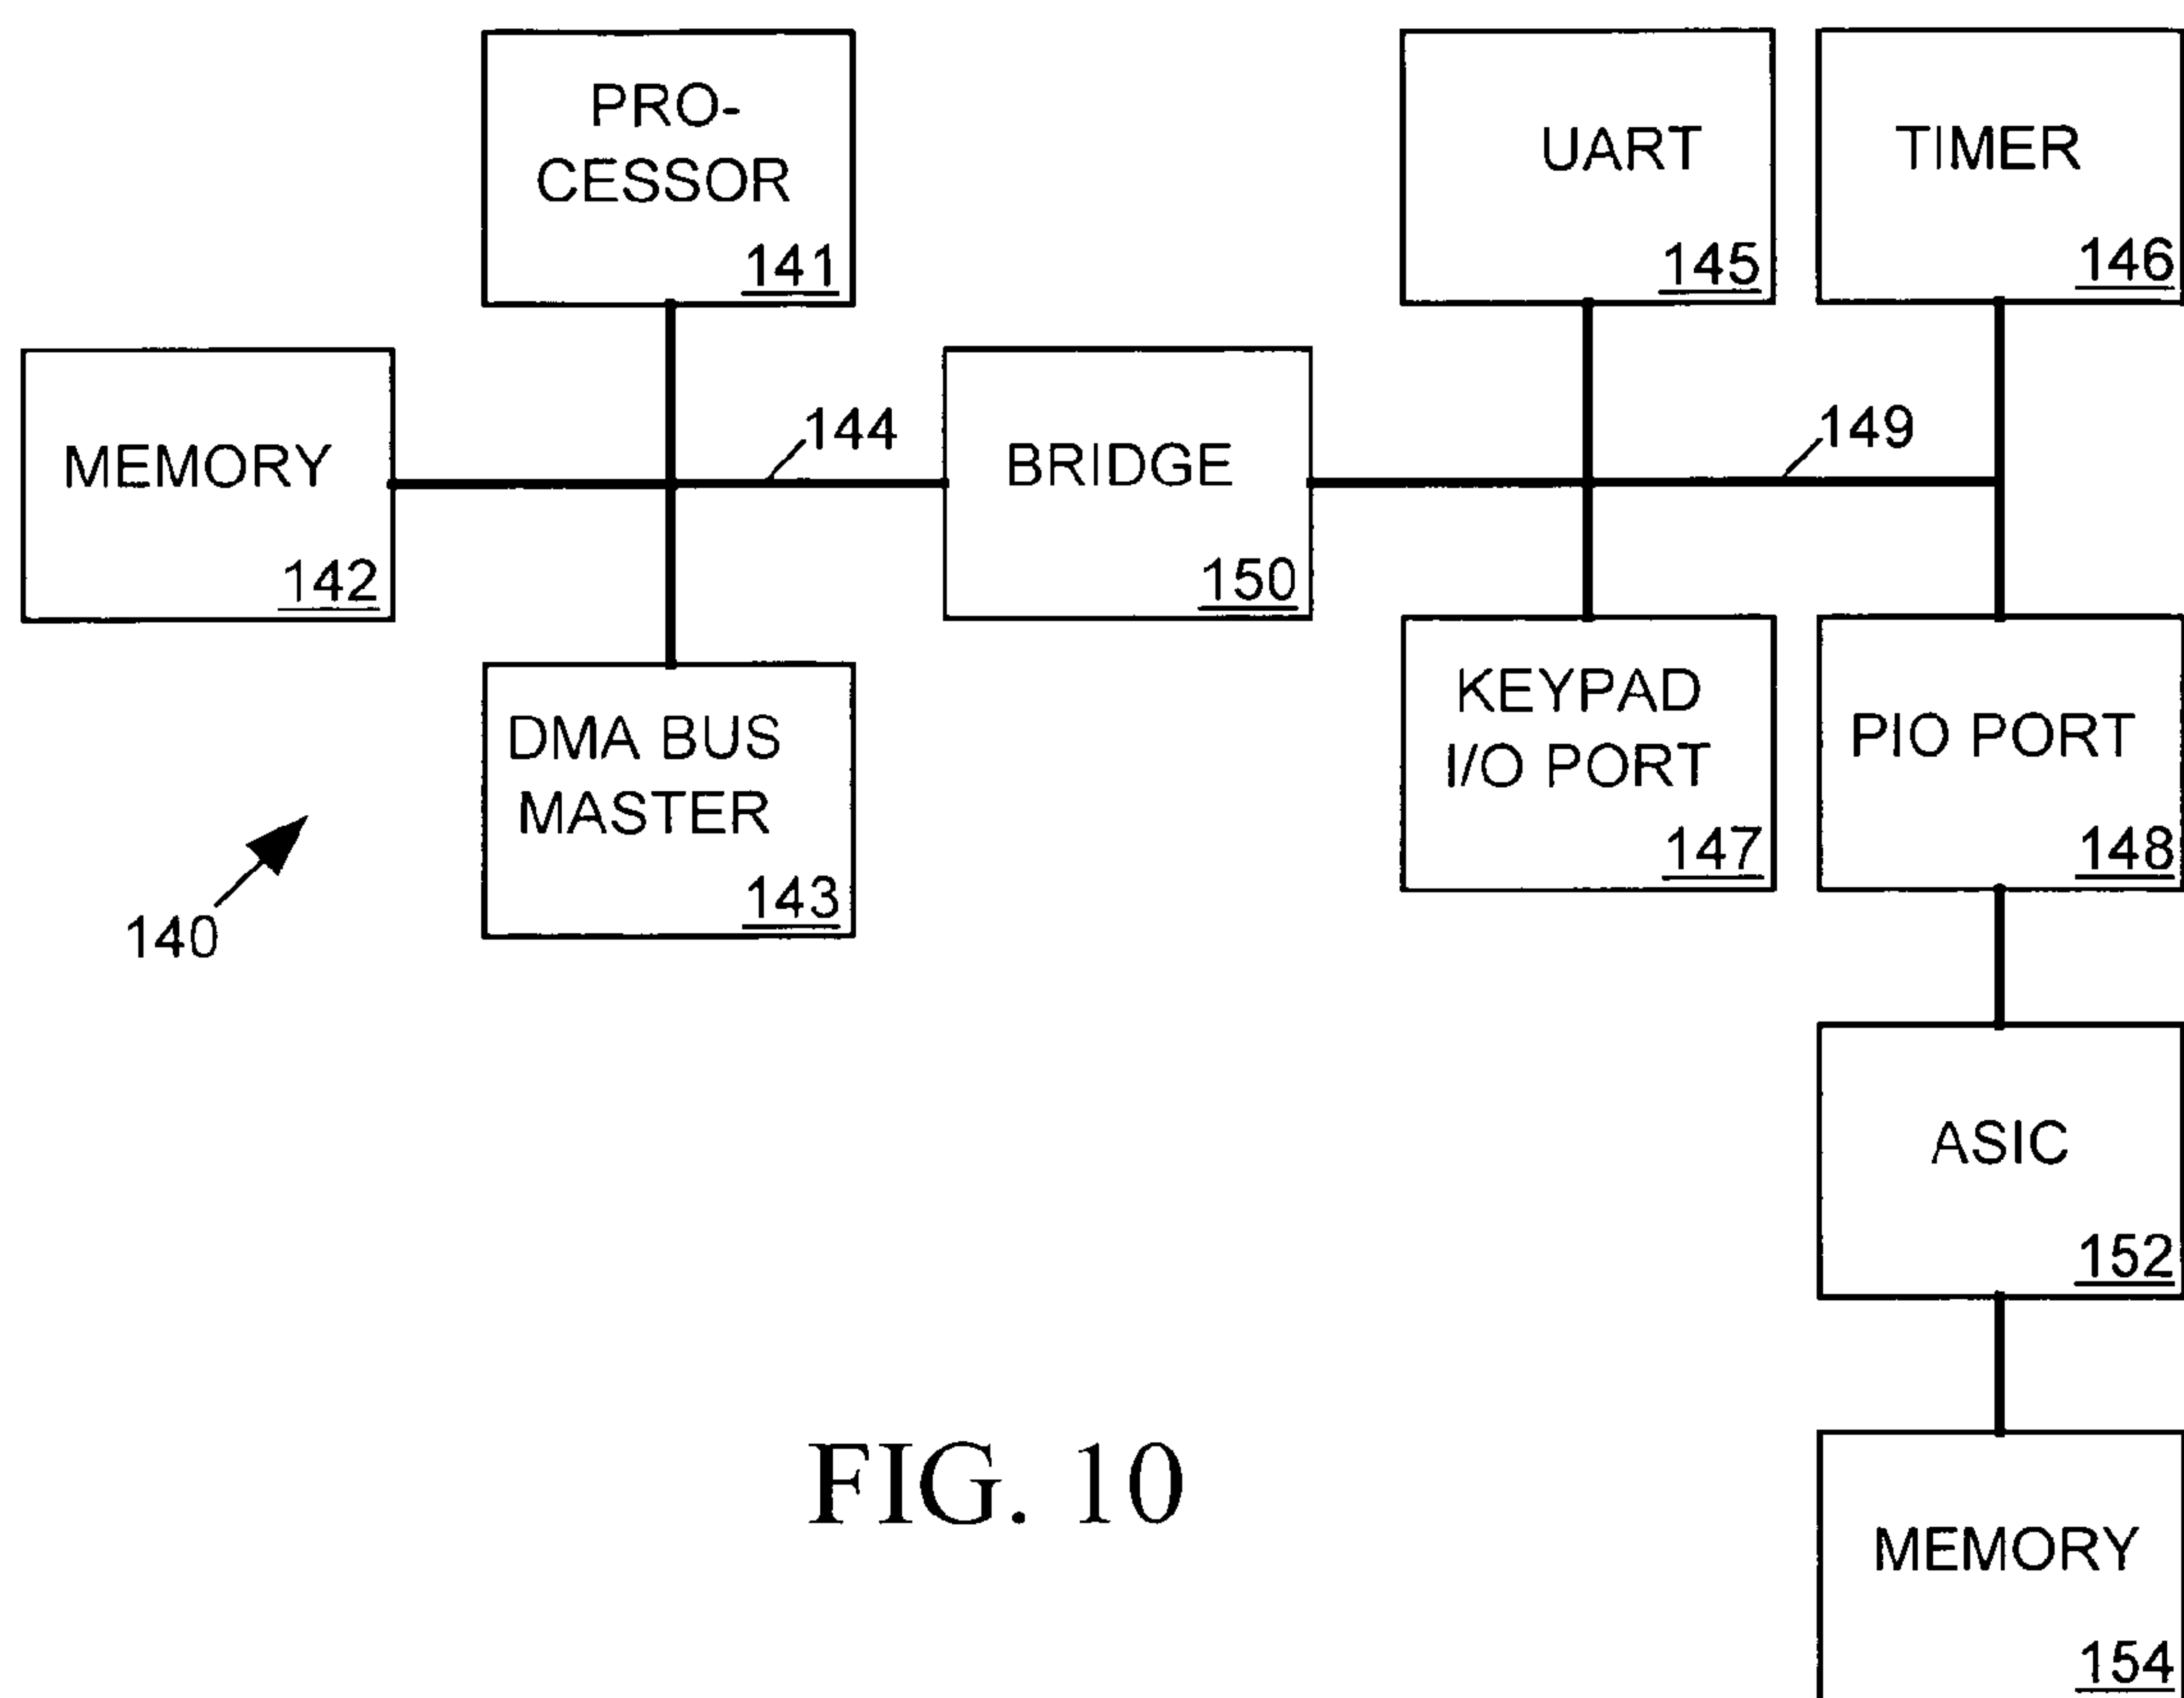 PRO-
CESSOR
141
UART
145
TIMER
146
MEMORY
142
144
BRIDGE
150
149
DMA BUS
MASTER
143
KEYPAD
I/O PORT
147
PIO PORT
148
140
ASIC
152
MEMORY
154
FIG. 10